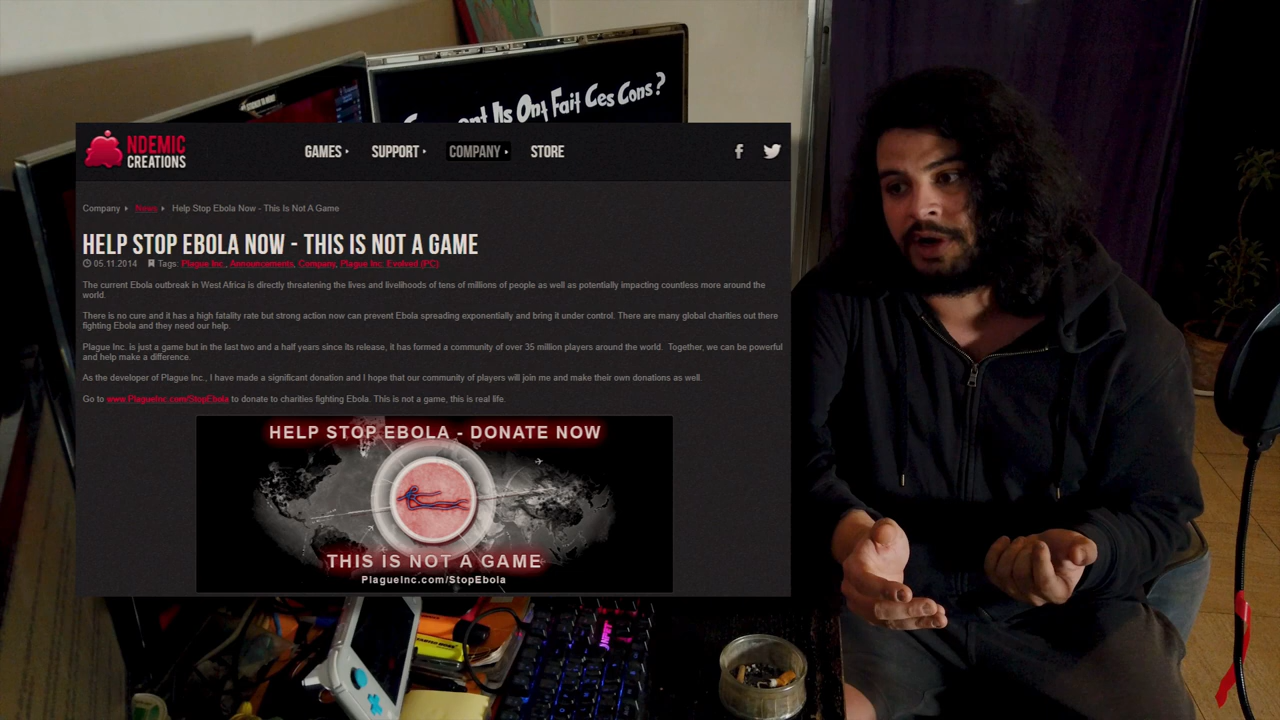 Ils Ont Fait Ces Cons?
NDEMIC
CREATIONS
GAMES SUPPORT COMPANY STORE
Company News Help Stop Ebola Now - This Is Not A Game
HELP STOP EBOLA NOW - THIS IS NOT A GAME
05.11.2014 Tags: Plague Inc., Announcements, Company, Plague Inc: Evolved (PC)
The current Ebola outbreak in West Africa is directly threatening the lives and livelihoods of tens of millions of people as well as potentially impacting countless more around the
world.
There is no cure and it has a high fatality rate but strong action now can prevent Ebola spreading exponentially and bring it under control. There are many global charities out there
fighting Ebola and they need our help.
Plague Inc. is just a game but in the last two and a half years since its release, it has formed a community of over 35 million players around the world. Together, we can be powerful
and help make a difference.
As the developer of Plague Inc., I have made a significant donation and I hope that our community of players will join me and make their own donations as well.
Go to www.PlagueInc.com/StopEbola to donate to charities fighting Ebola. This is not a game, this is real life.
HELP STOP EBOLA - DONATE NOW
THIS IS NOT A GAME
PlagueInc.com/StopEbola